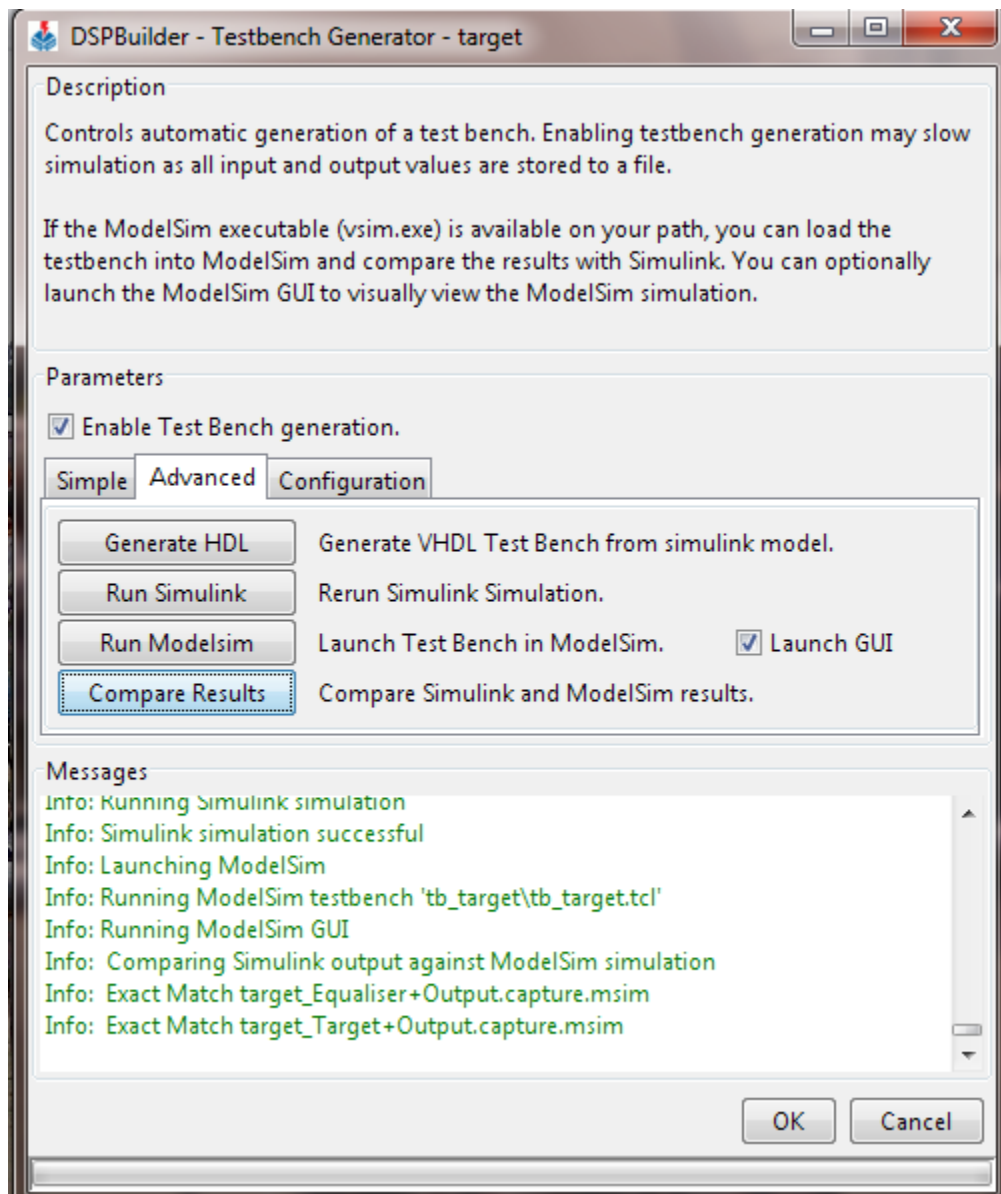 DSPBuilder - Testbench Generator - target
Description
Controls automatic generation of a test bench. Enabling testbench generation may slow
simulation as all input and output values are stored to a file.
If the ModelSim executable (vsim.exe) is available on your path, you can load the
testbench into ModelSim and compare the results with Simulink. You can optionally
launch the ModelSim GUI to visually view the ModelSim simulation.
Parameters
Enable Test Bench generation.
Simple Advanced Configuration
Generate HDL Generate VHDL Test Bench from simulink model.
Run Simulink Rerun Simulink Simulation.
Run Modelsim Launch Test Bench in ModelSim. Launch GUI
Compare Results Compare Simulink and ModelSim results.
Messages
Info: Running Simulink simulation
Info: Simulink simulation successful
Info: Launching ModelSim
Info: Running ModelSim testbench 'tb_target\tb_target.tcl'
Info: Running ModelSim GUI
Info:  Comparing Simulink output against ModelSim simulation
Info:  Exact Match target_Equaliser+Output.capture.msim
Info:  Exact Match target_Target+Output.capture.msim
OK Cancel